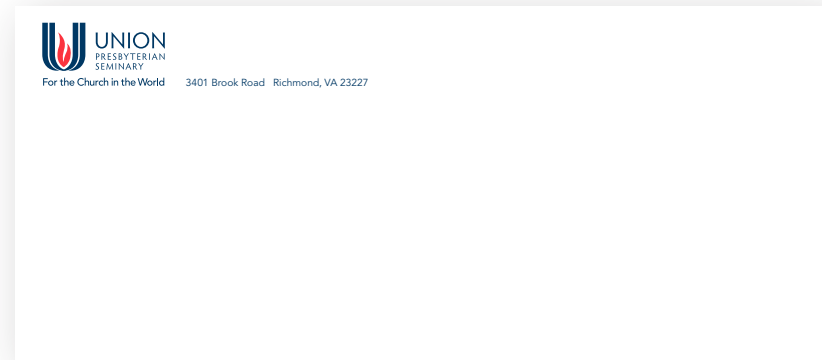 UNION
PRESBYTERIAN
SEMINARY
For the Church in the World
3401 Brook Road Richmond, VA 23227